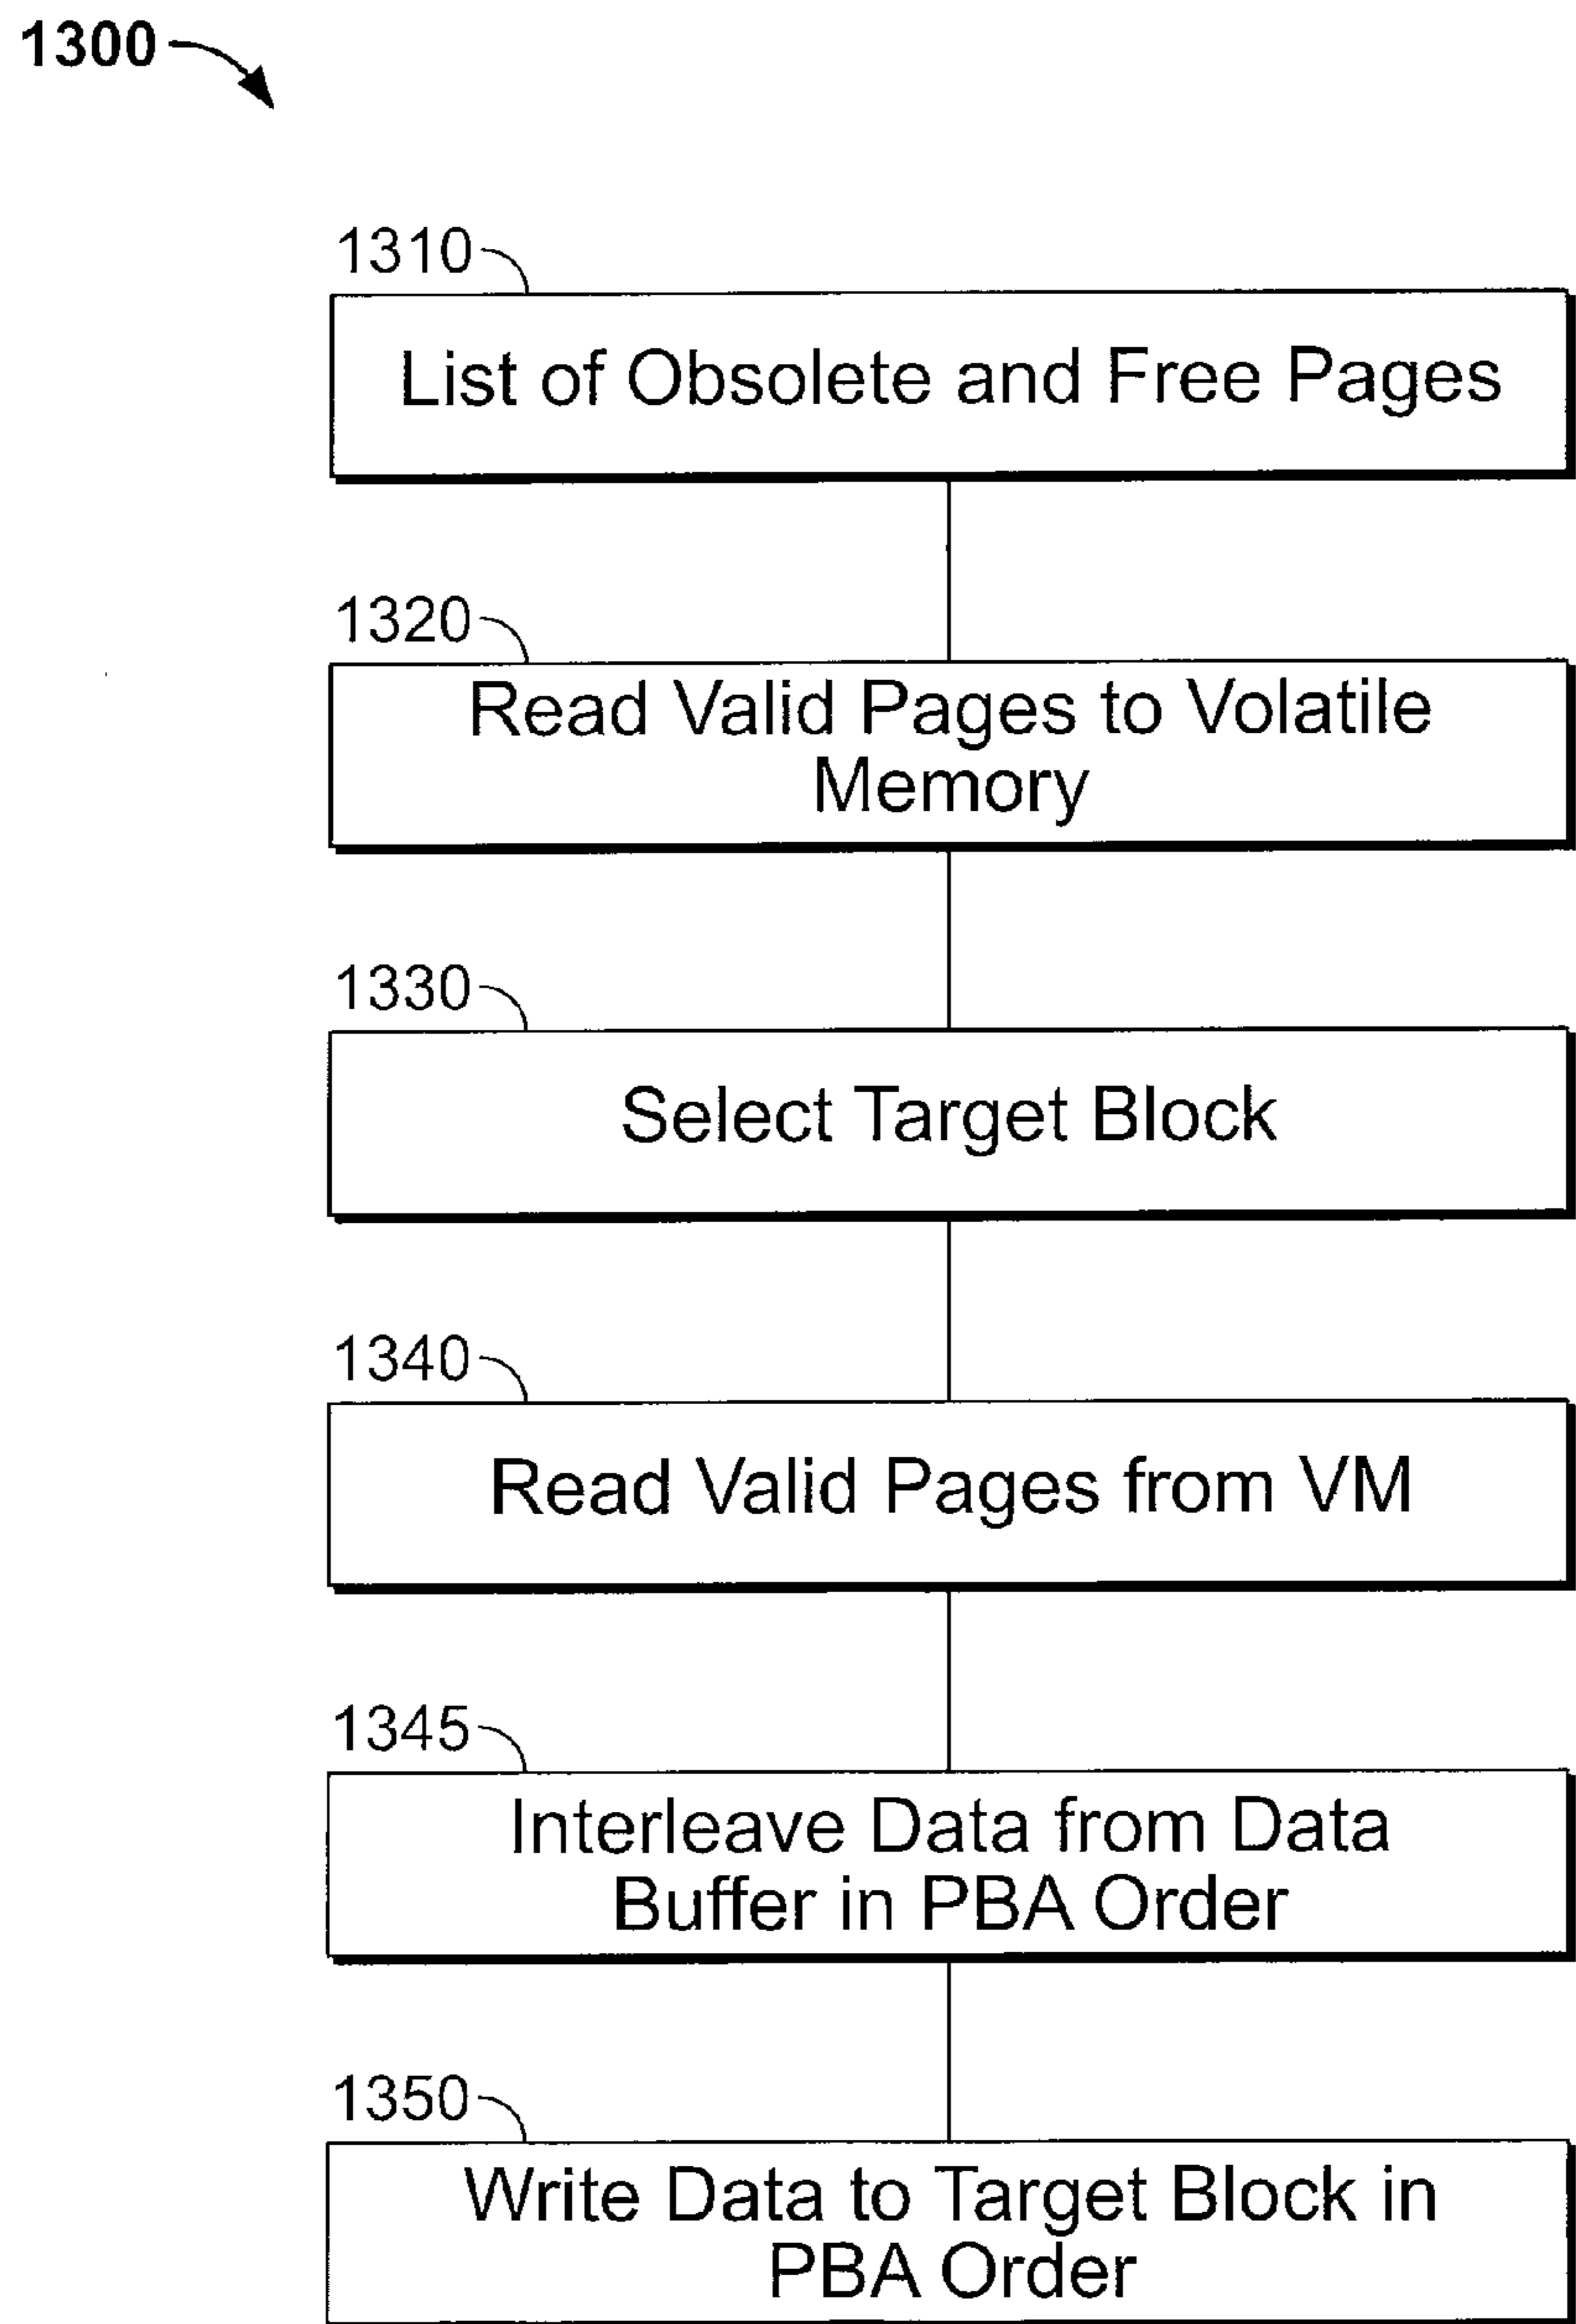 1300
1310
List of Obsolete and Free Pages
1320
Read Valid Pages to Volatile
Memory
1330
Select Target Block
1340
Read Valid Pages from VM
1345
Interleave Data from Data
Buffer in PBA Order
1350
Write Data to Target Block in
PBA Order